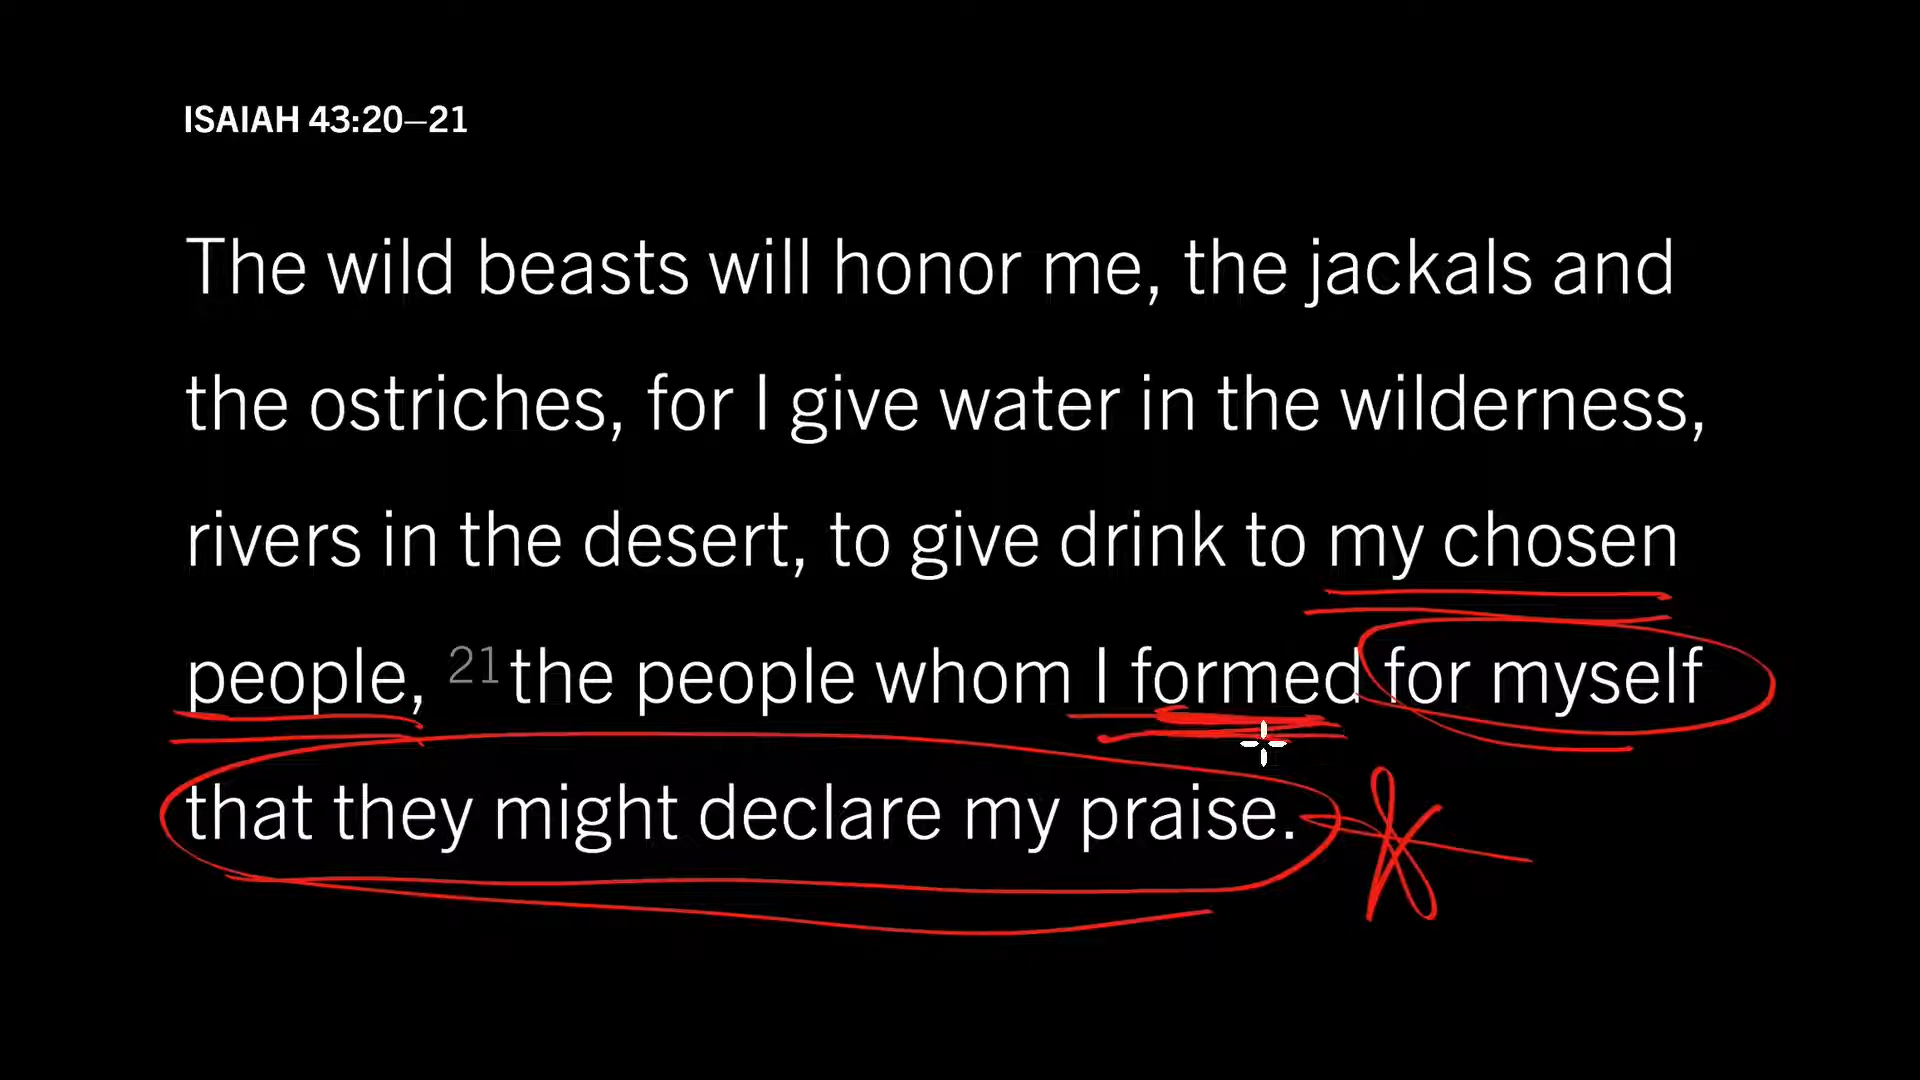 ISAIAH 43:20–21
The wild beasts will honor me, the jackals and
the ostriches, for I give water in the wilderness,
rivers in the desert, to give drink to my chosen
people, 21 the people whom I formed for myself
that they might declare my praise.